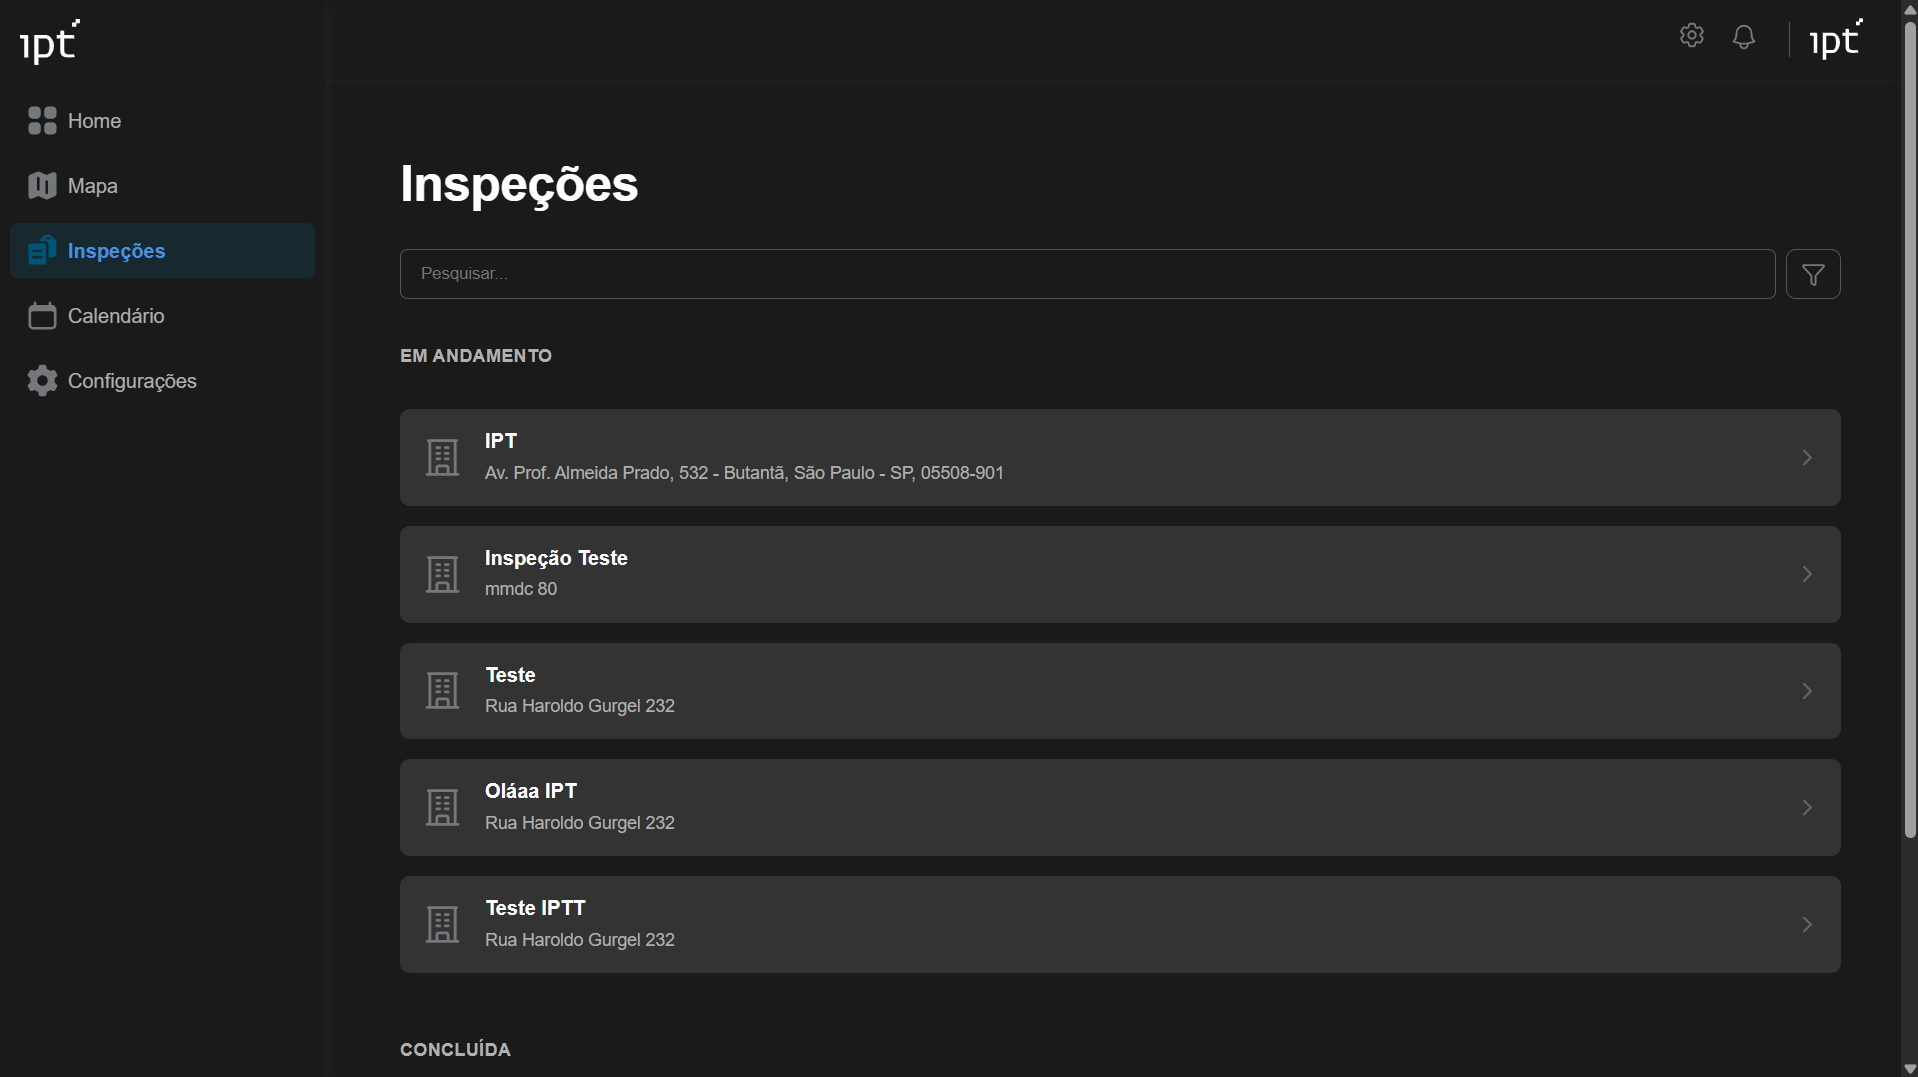 ipt
ipt
Home
Mapa
Inspeções
Calendário
Configurações
Inspeções
Pesquisar...
EM ANDAMENTO
IPT
Av. Prof. Almeida Prado, 532 - Butantã, São Paulo - SP, 05508-901
Inspeção Teste
mmdc 80
Teste
Rua Haroldo Gurgel 232
Oláaa IPT
Rua Haroldo Gurgel 232
Teste IPTT
Rua Haroldo Gurgel 232
CONCLUÍDA